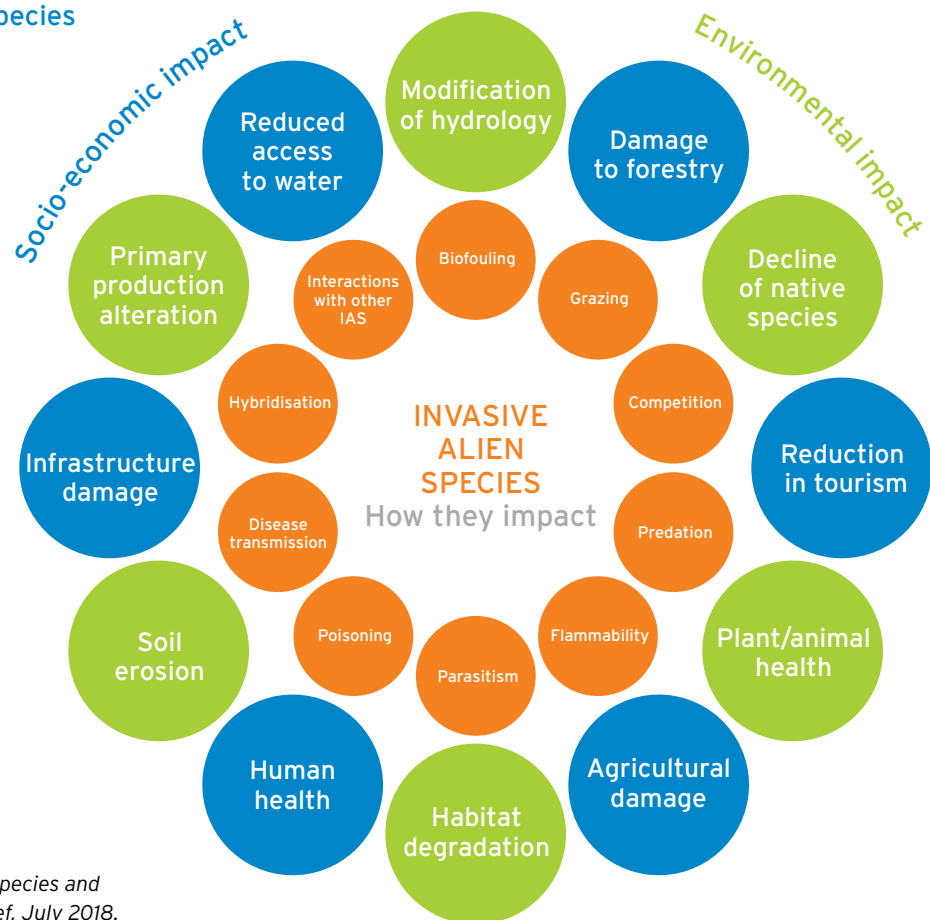 pecies
Socio-economic impact
Environmental impact
Modification
of hydrology
Damage
to forestry
Decline
of native
species
Reduction
in tourism
Plant/animal
health
Agricultural
damage
Habitat
degradation
Human
health
Soil
erosion
Infrastructure
damage
Primary
production
alteration
Reduced
access
to water
Biofouling
Grazing
Competition
Predation
Flammability
Parasitism
Poisoning
Disease
transmission
Hybridisation
Interactions
with other
IAS
INVASIVE
ALIEN
SPECIES
How they impact
pecies and
ef, July 2018.